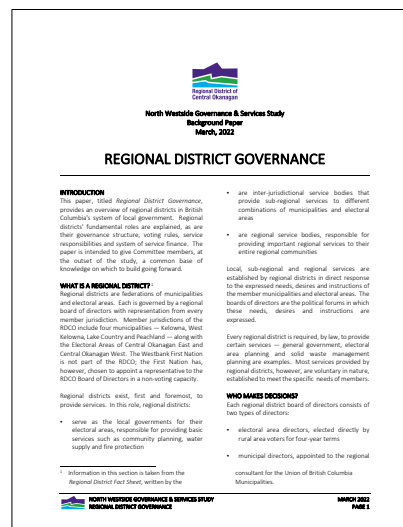 Regional District of
Central Okanagan
North Westside Governance & Services Study
Background Paper
March, 2022
REGIONAL DISTRICT GOVERNANCE
INTRODUCTION
This paper, titled Regional District Governance,
provides an overview of regional districts in British
Columbia's system of local government. Regional
districts' fundamental roles are explained, as are
their governance structure, voting rules, service
responsibilities and system of service finance. The
paper is intended to give Committee members, at
the outset of the study, a common base of
knowledge on which to build going forward.
WHAT IS A REGIONAL DISTRICT? 1
Regional districts are federations of municipalities
and electoral areas. Each is governed by a regional
board of directors with representation from every
member jurisdiction. Member jurisdictions of the
RDCO include four municipalities — Kelowna, West
Kelowna, Lake Country and Peachland — along with
the Electoral Areas of Central Okanagan East and
Central Okanagan West. The Westbank First Nation
is not part of the RDCO; the First Nation has,
however, chosen to appoint a representative to the
RDCO Board of Directors in a non-voting capacity.
Regional districts exist, first and foremost, to
provide services. In this role, regional districts:
• serve as the local governments for their
electoral areas, responsible for providing basic
services such as community planning, water
supply and fire protection
• are inter-jurisdictional service bodies that
provide sub-regional services to different
combinations of municipalities and electoral
areas
• are regional service bodies, responsible for
providing important regional services to their
entire regional communities
Local, sub-regional and regional services are
established by regional districts in direct response
to the expressed needs, desires and instructions of
the member municipalities and electoral areas. The
boards of directors are the political forums in which
these needs, desires and instructions are
expressed.
Every regional district is required, by law, to provide
certain services — general government, electoral
area planning and solid waste management
planning are examples. Most services provided by
regional districts, however, are voluntary in nature,
established to meet the specific needs of members.
WHO MAKES DECISIONS?
Each regional district board of directors consists of
two types of directors:
• electoral area directors, elected directly by
rural area voters for four-year terms
• municipal directors, appointed to the regional
1 Information in this section is taken from the
Regional District Fact Sheet, written by the
consultant for the Union of British Columbia
Municipalities.
NORTH WESTSIDE GOVERNANCE & SERVICES STUDY
REGIONAL DISTRICT GOVERNANCE
MARCH 2022
PAGE 1